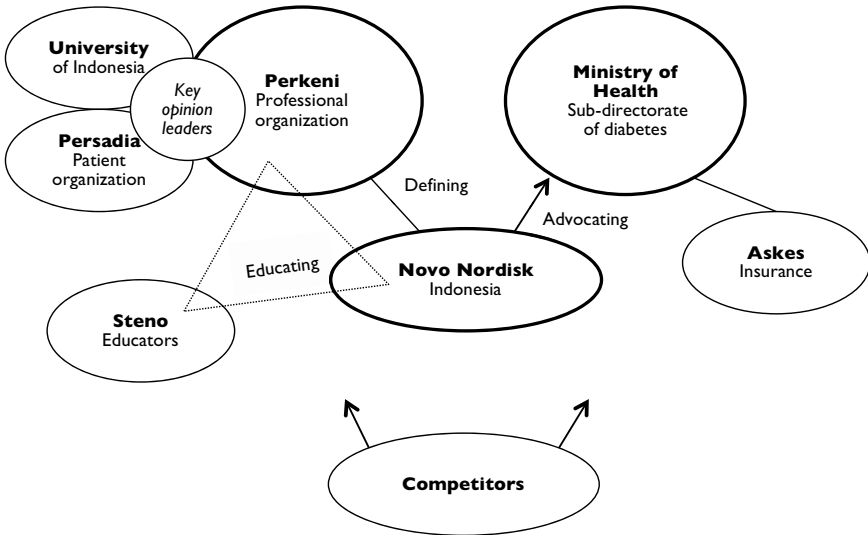 University
of Indonesia
Key
opinion
leaders
Perkeni
Professional
organization
Persadia
Patient
organization
Ministry of
Health
Sub-directorate
of diabetes
Defining
Advocating
Educating
Novo Nordisk
Indonesia
Askes
Insurance
Steno
Educators
Competitors